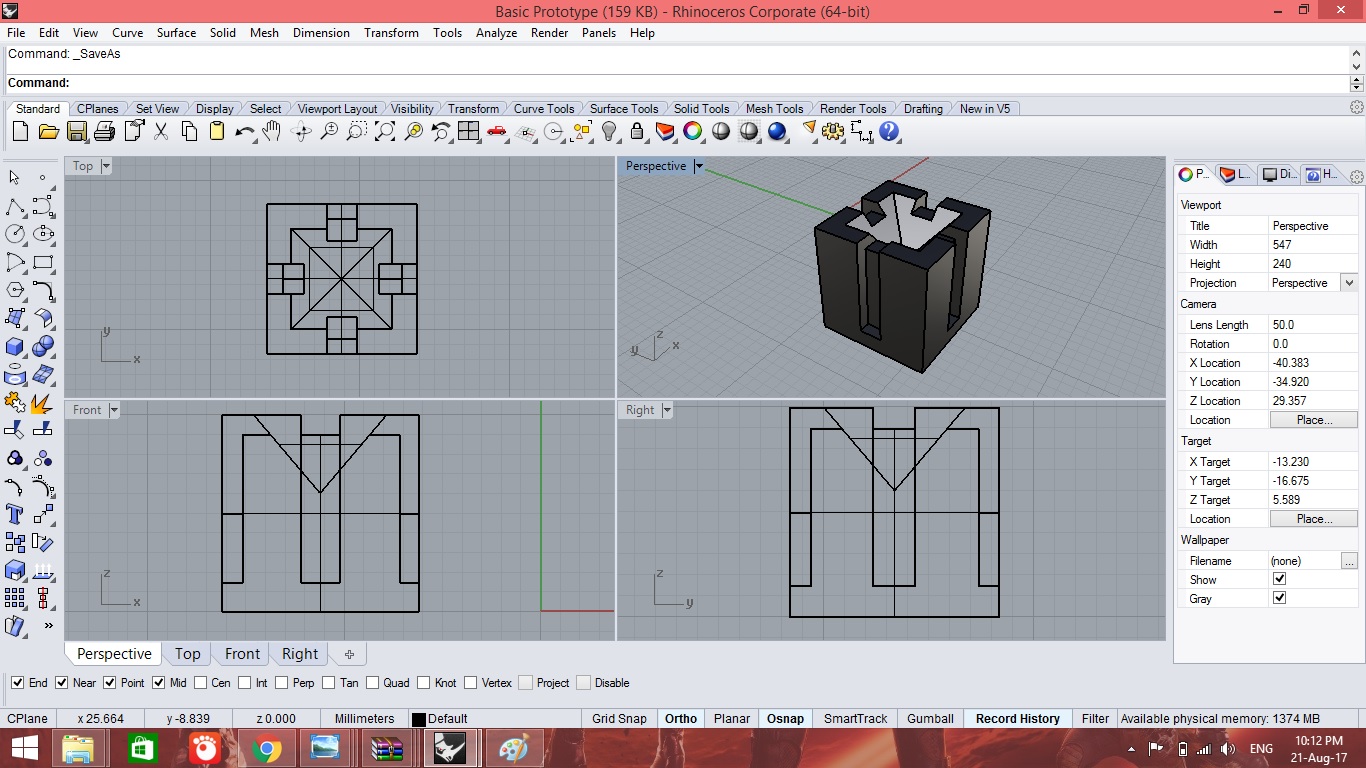 Basic Prototype (159 KB) - Rhinoceros Corporate (64-bit)
File Edit View Curve Surface Solid Mesh Dimension Transform Tools Analyze Render Panels Help
Command: _SaveAs
Command:
Standard CPlanes Set View Display Select Viewport Layout Visibility Transform Curve Tools Surface Tools Solid Tools Mesh Tools Render Tools Drafting New in V5
Top
y
x
Perspective
z
y
x
P... L... Di... H...
Viewport
Title Perspective
Width 547
Height 240
Projection Perspective
Camera
Lens Length 50.0
Rotation 0.0
X Location -40.383
Y Location -34.920
Z Location 29.357
Location Place...
Target
X Target -13.230
Y Target -16.675
Z Target 5.589
Location Place...
Wallpaper
Filename (none) ...
Show
Gray
Front
z
x
Right
z
y
Perspective Top Front Right
End Near Point Mid Cen Int Perp Tan Quad Knot Vertex Project Disable
CPlane x 25.664 y -8.839 z 0.000 Millimeters Default Grid Snap Ortho Planar Osnap SmartTrack Gumball Record History Filter Available physical memory: 1374 MB
ENG
10:12 PM
21-Aug-17